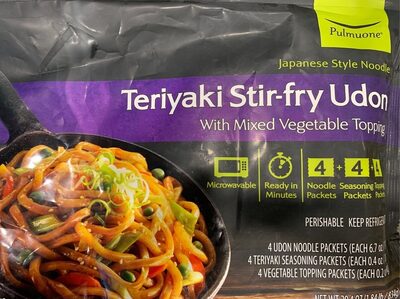 Pulmuone
Japanese Style Noodle
Teriyaki Stir-fry Udon
With Mixed Vegetable Topping
Microwavable
Ready in Minutes
4 Noodle Packets
+ 4 Seasoning Packets
+
PERISHABLE KEEP
4 UDON NOODLE PACKETS (EACH 6.7 oz.)
4 TERIYAKI SEASONING PACKETS (EACH 0.4 oz.)
4 VEGETABLE TOPPING PACKETS (EACH